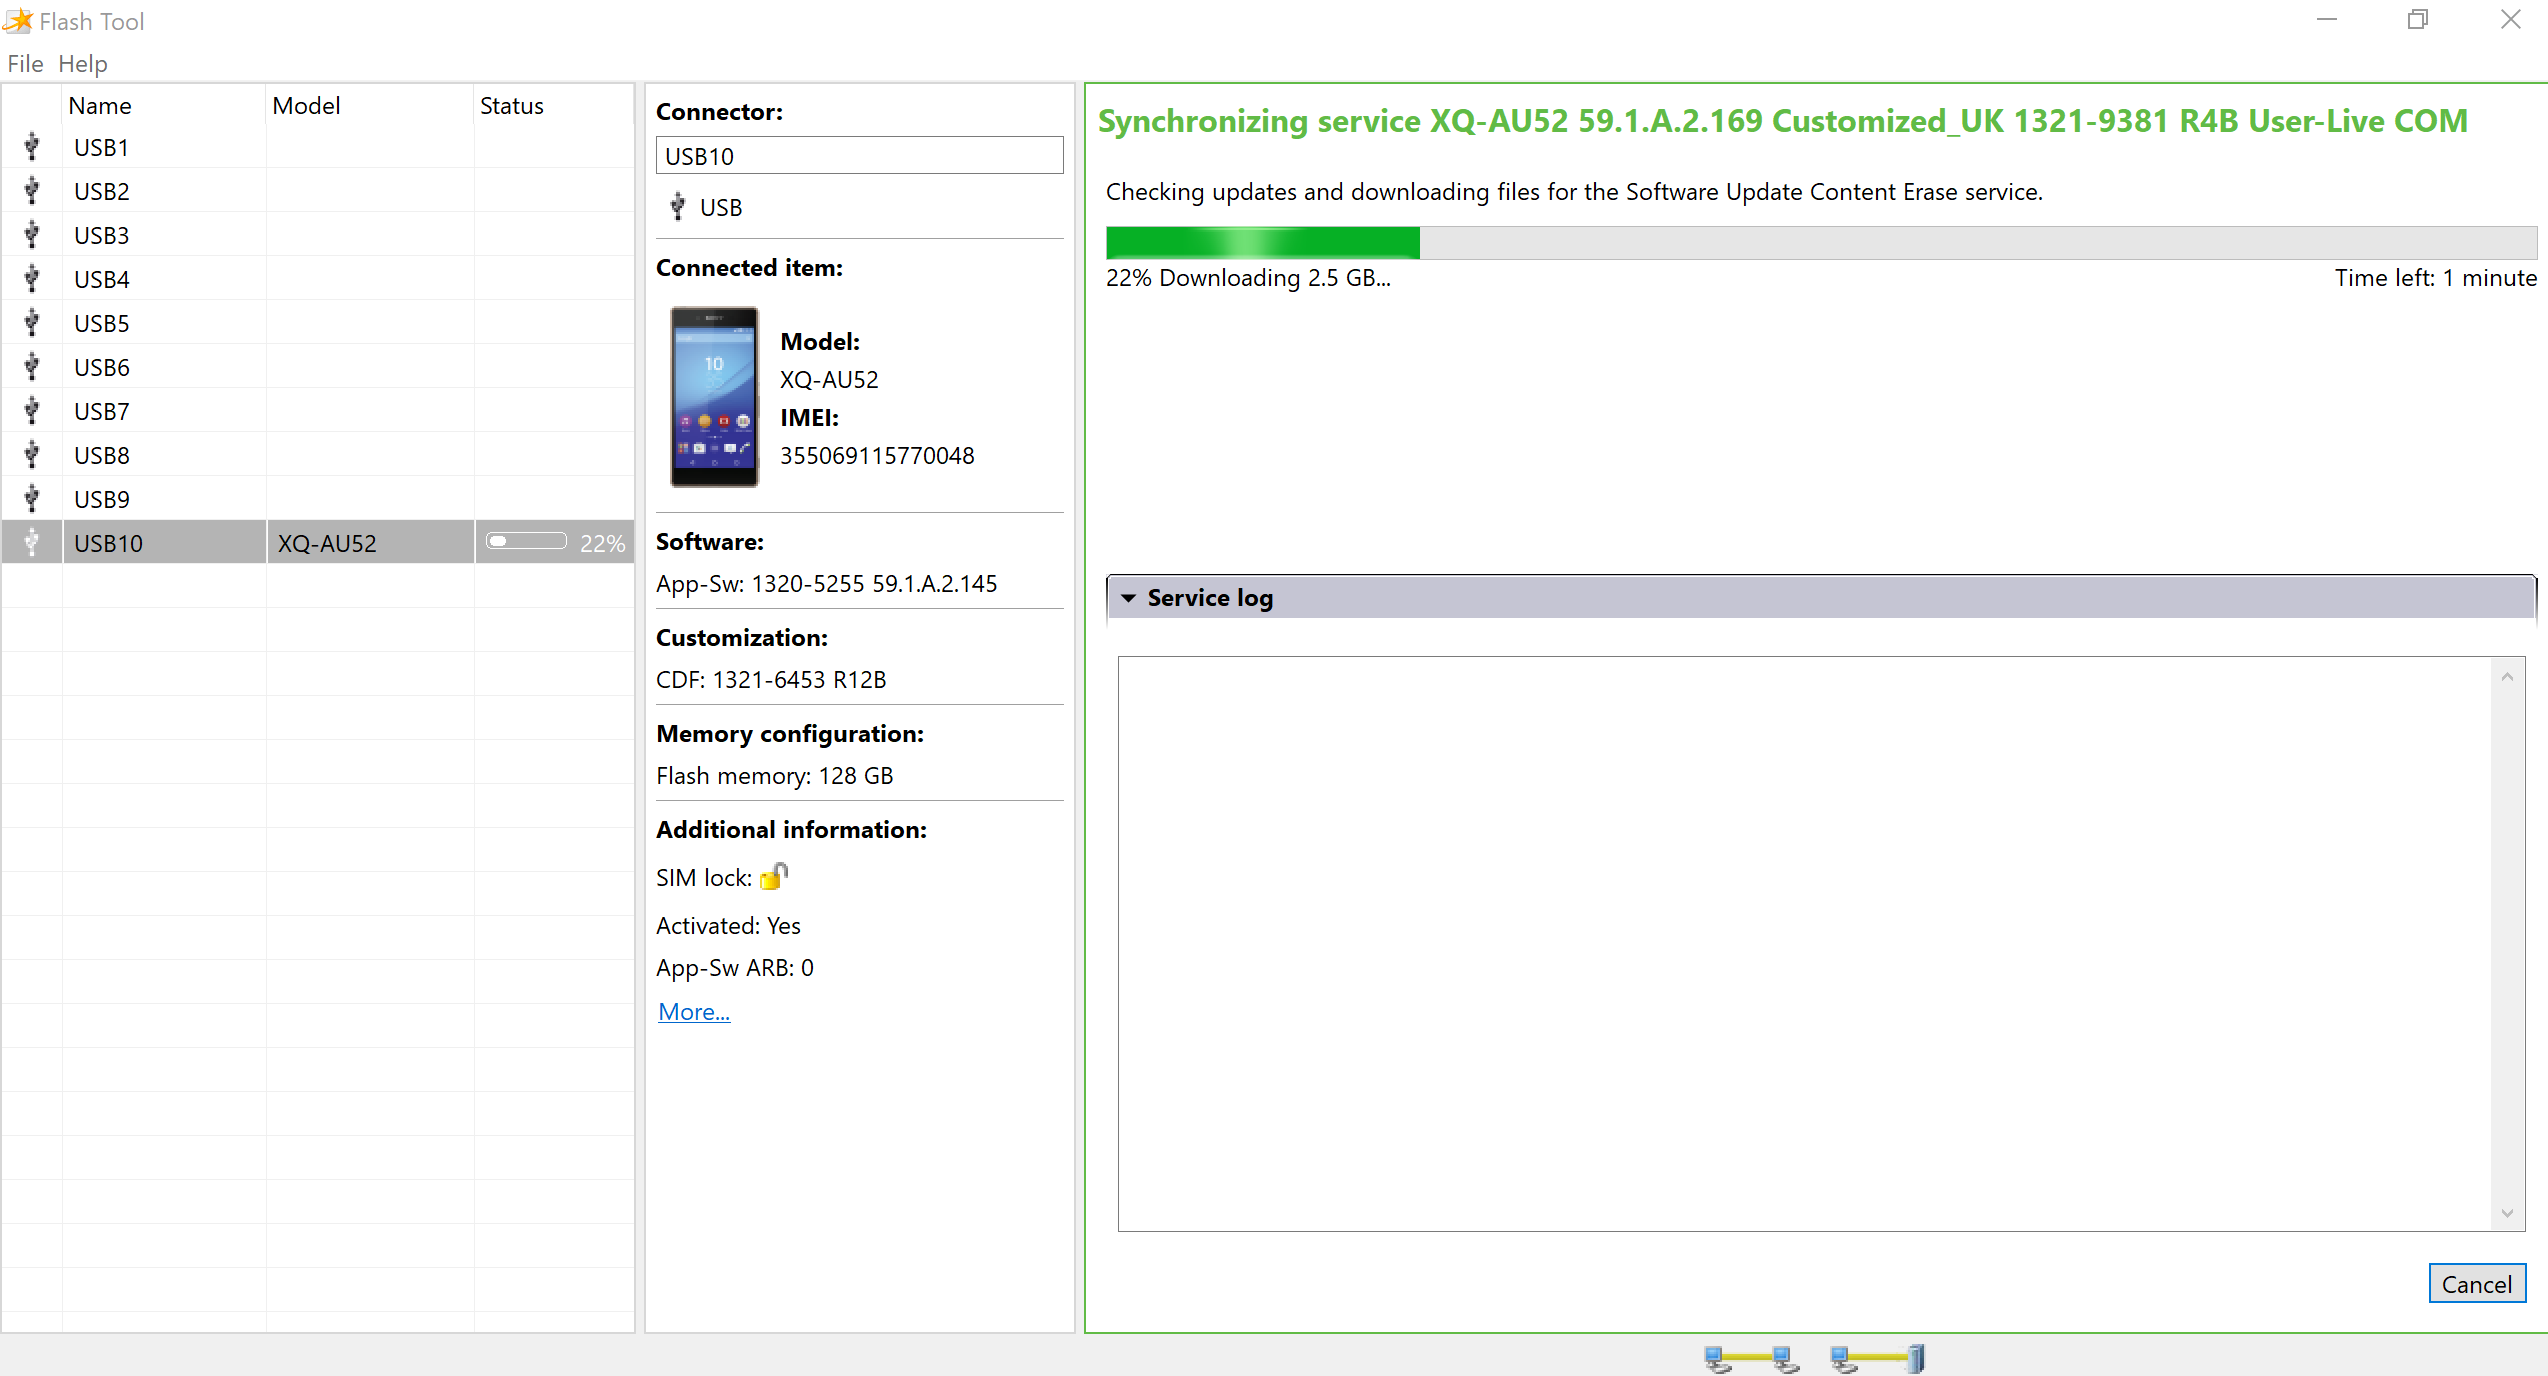 Flash Tool
File Help
Name Model Status
USB1
USB2
USB3
USB4
USB5
USB6
USB7
USB8
USB9
USB10 XQ-AU52 22%
Connector:
USB10
USB
Connected item:
SONY
10
Model:
XQ-AU52
IMEI:
355069115770048
Software:
App-Sw: 1320-5255 59.1.A.2.145
Customization:
CDF: 1321-6453 R12B
Memory configuration:
Flash memory: 128 GB
Additional information:
SIM lock:
Activated: Yes
App-Sw ARB: 0
More...
Synchronizing service XQ-AU52 59.1.A.2.169 Customized_UK 1321-9381 R4B User-Live COM
Checking updates and downloading files for the Software Update Content Erase service.
22% Downloading 2.5 GB...
Time left: 1 minute
Service log
Cancel